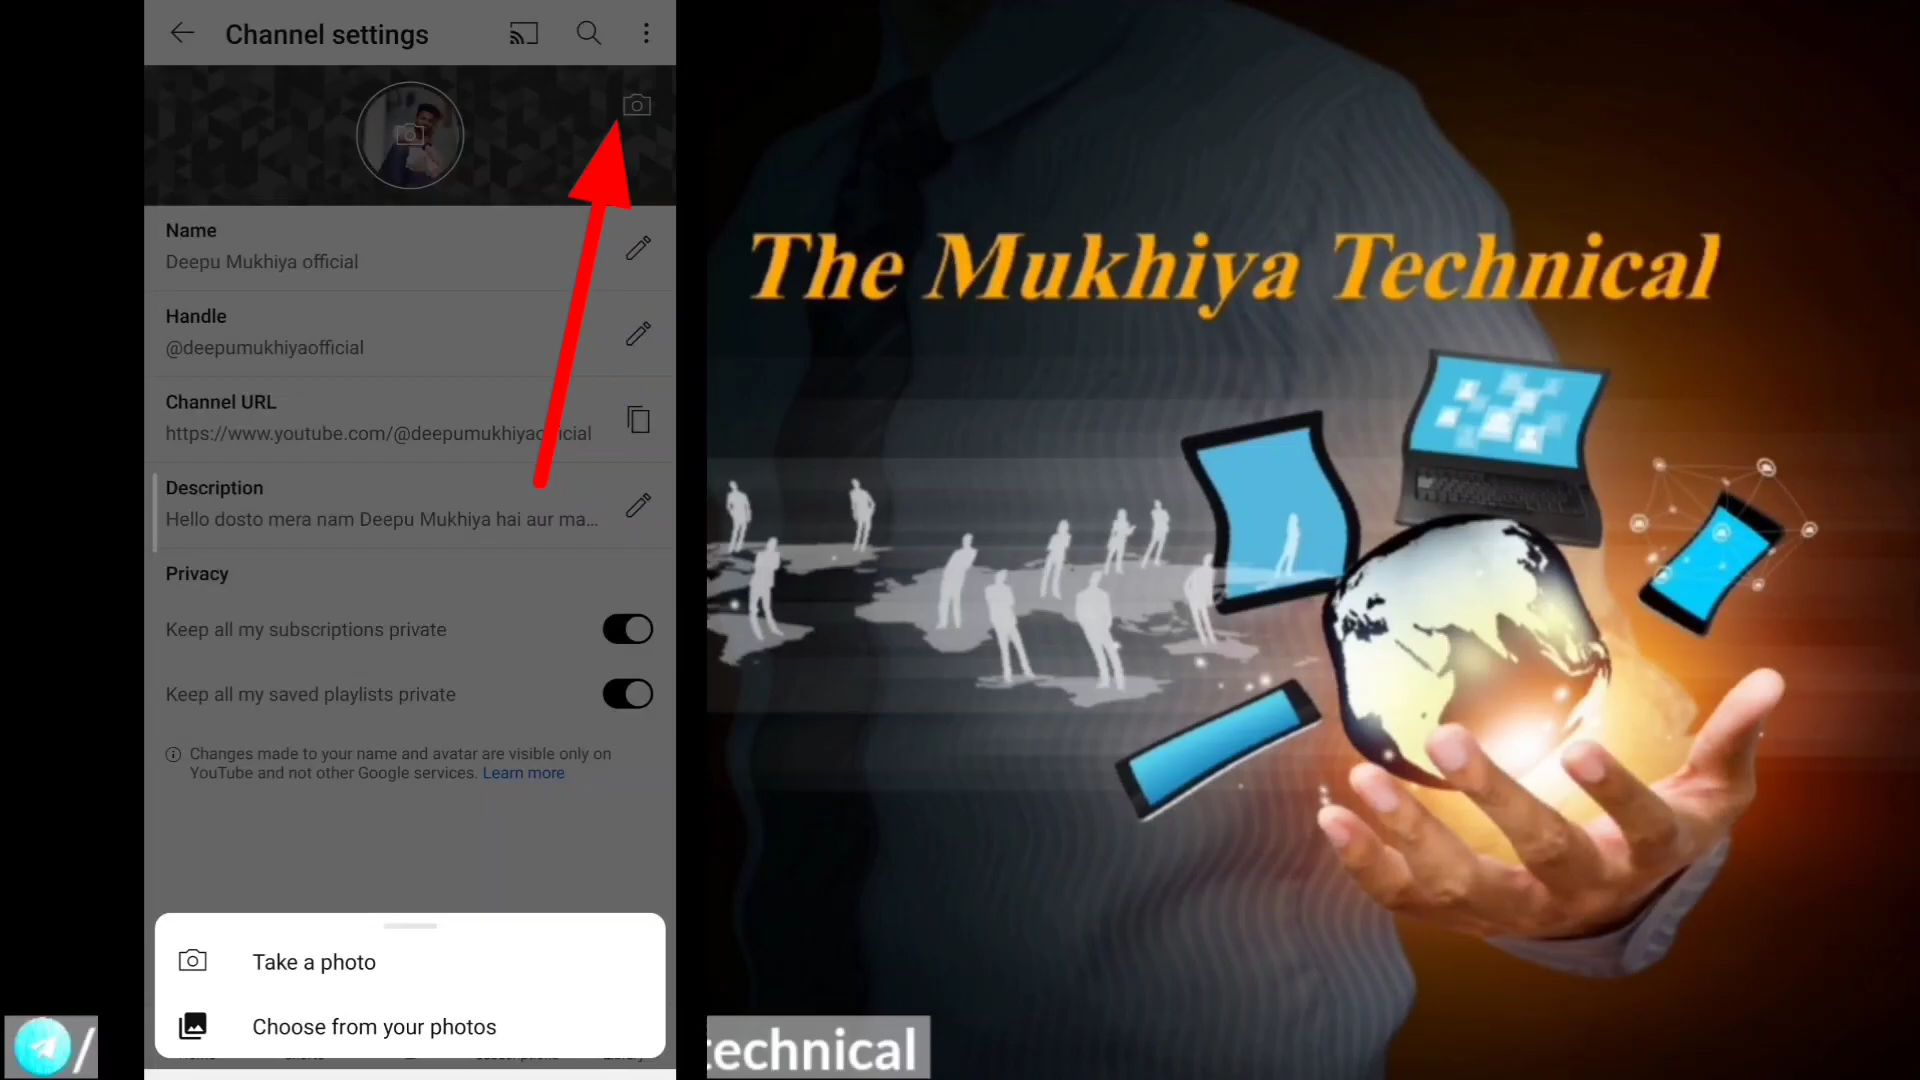 Channel settings
Name
Deepu Mukhiya official
Handle
@deepumukhiyaofficial
Channel URL
https://www.youtube.com/@deepumukhiyaofficial
Description
Hello dosto mera nam Deepu Mukhiya hai aur ma...
Privacy
Keep all my subscriptions private
Keep all my saved playlists private
Changes made to your name and avatar are visible only on
YouTube and not other Google services. Learn more
Take a photo
Choose from your photos
The Mukhiya Technical
/
technical